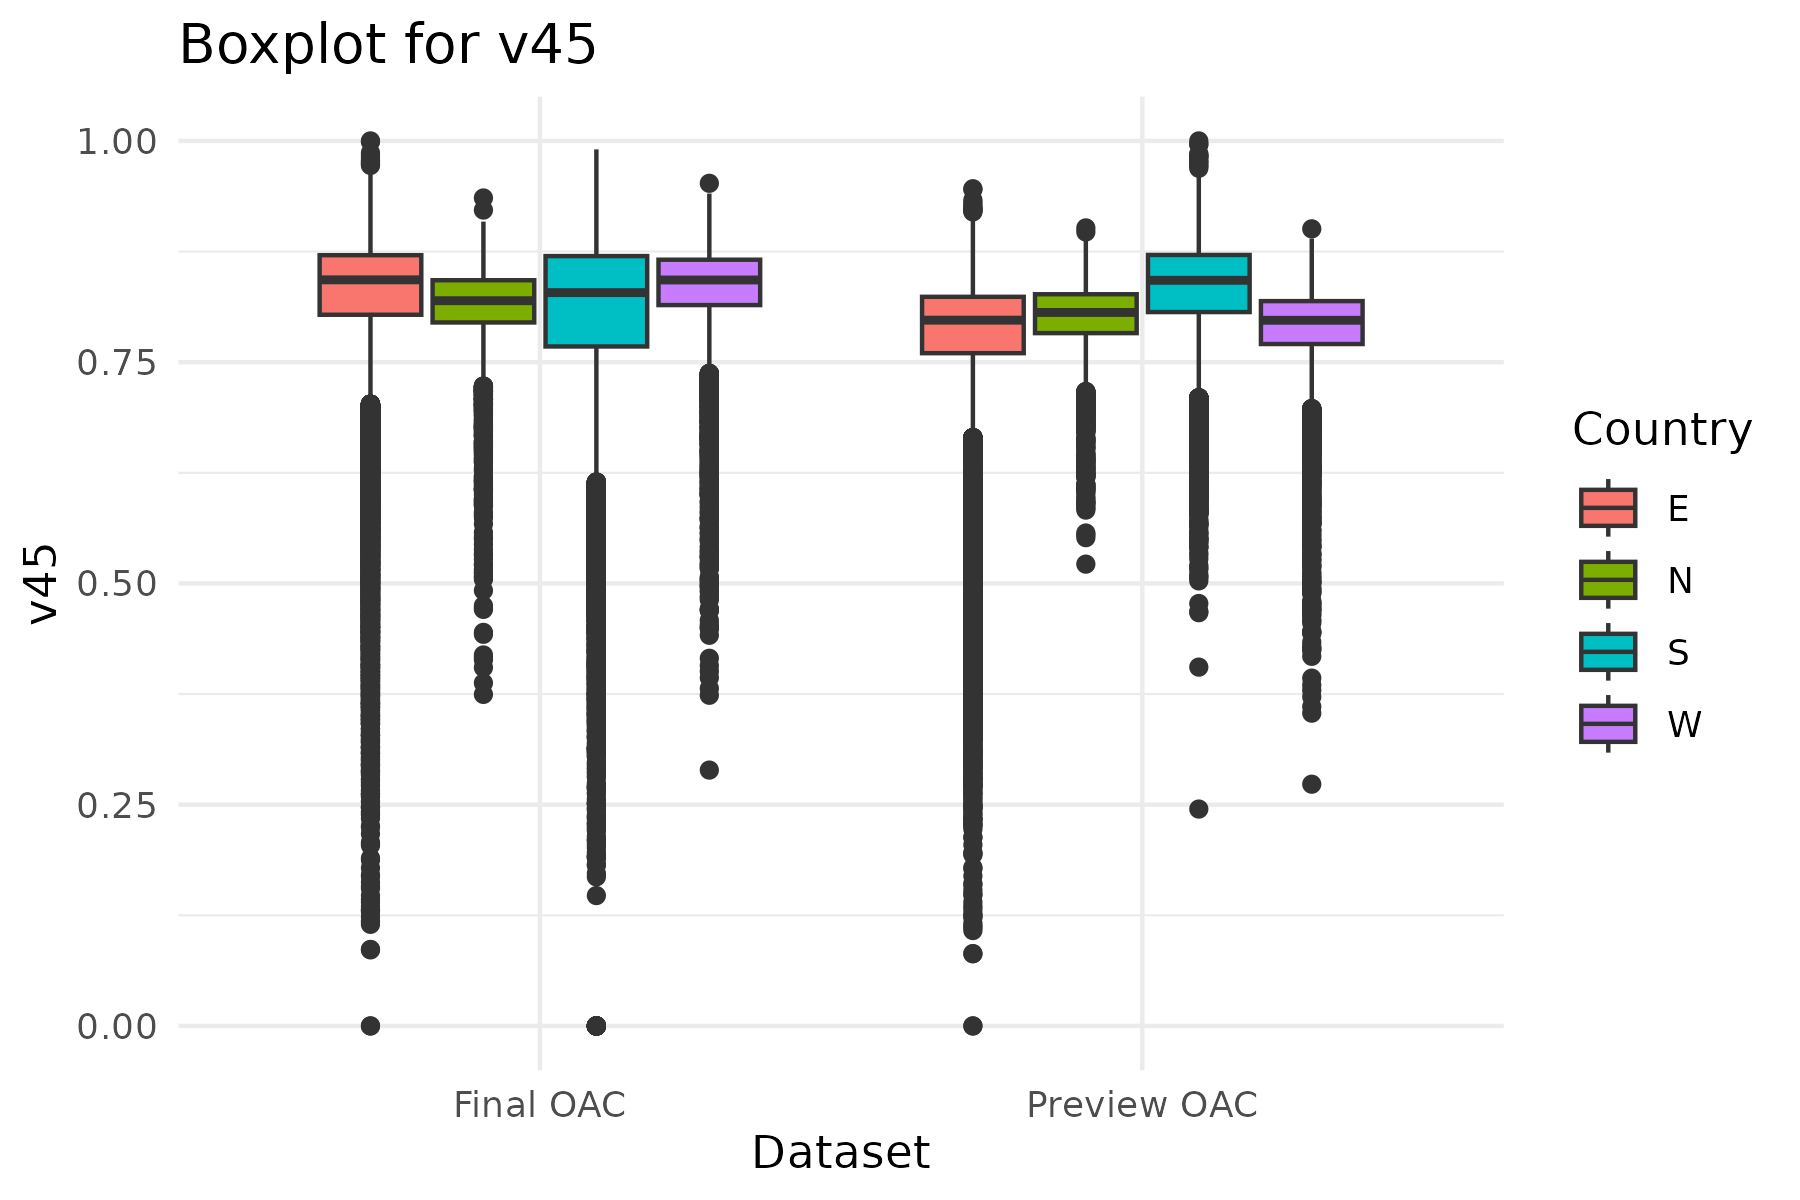 Boxplot for v45
1.00
0.75
0.50
0.25
0.00
v45
Final OAC
Preview OAC
Dataset
Country
E
N
S
W